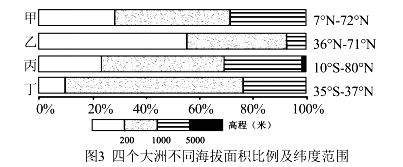 甲 7°N-72°N
乙 36°N-71°N
丙 10°S-80°N
丁 35°S-37°N
0% 20% 40% 60% 80% 100%
高程（米）
200 1000 5000
图3 四个大洲不同海拔面积比例及纬度范围